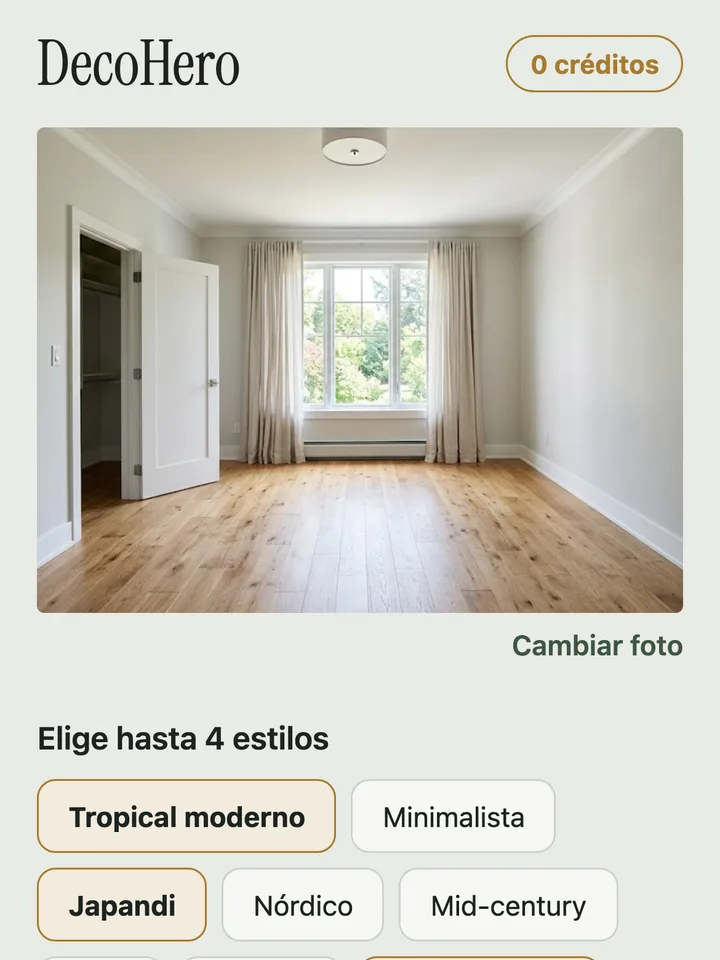 DecoHero
0 créditos
Cambiar foto
Elige hasta 4 estilos
Tropical moderno
Minimalista
Japandi
Nórdico
Mid-century